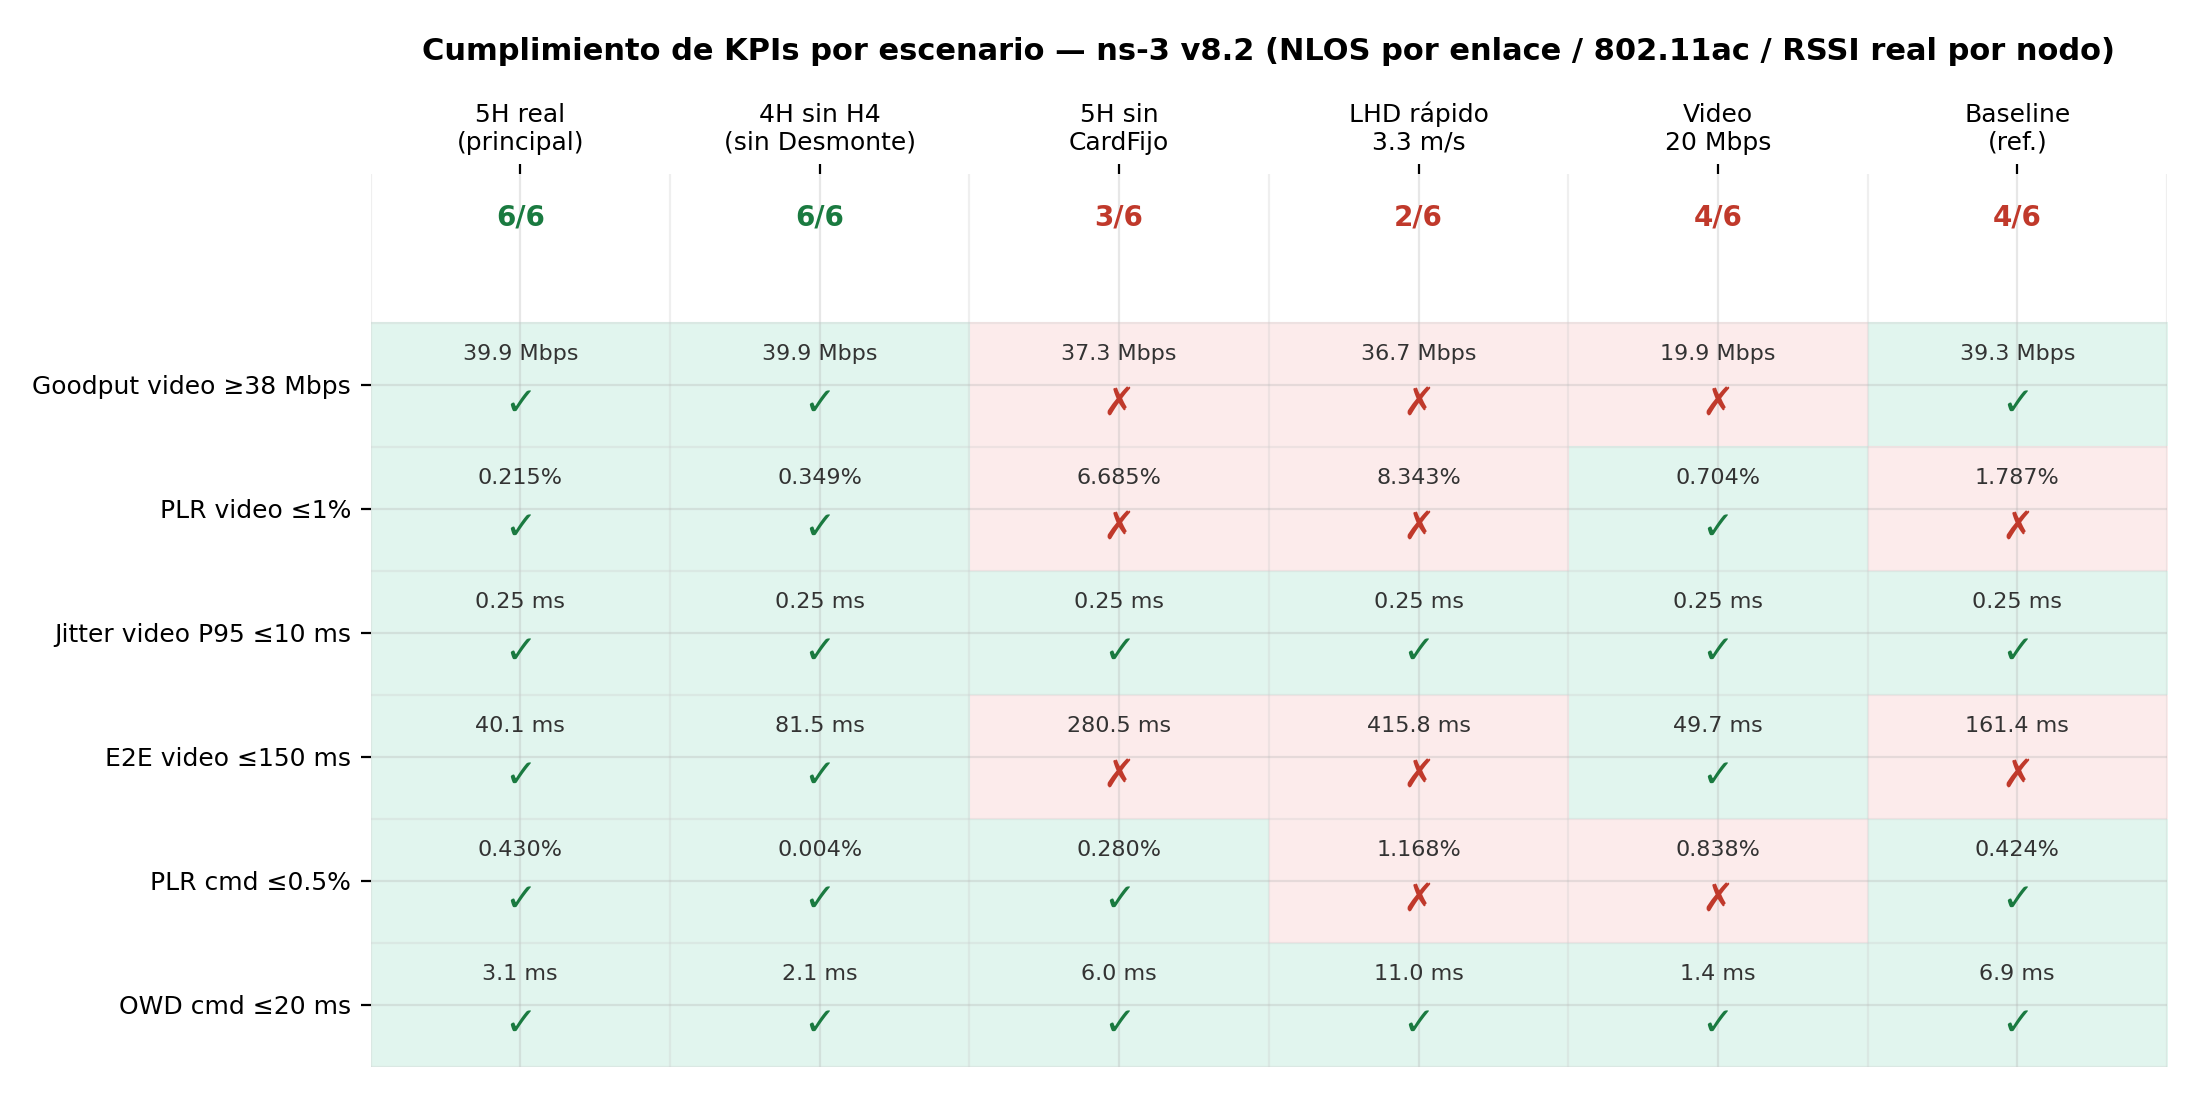 Cumplimiento de KPIs por escenario — ns-3 v8.2 (NLOS por enlace / 802.11ac / RSSI real por nodo)
5H real
(principal)
4H sin H4
(sin Desmonte)
5H sin
CardFijo
LHD rápido
3.3 m/s
Video
20 Mbps
Baseline
(ref.)
6/6 6/6 3/6 2/6 4/6 4/6
Goodput video ≥38 Mbps
39.9 Mbps 39.9 Mbps 37.3 Mbps 36.7 Mbps 19.9 Mbps 39.3 Mbps
✓ ✓ ✗ ✗ ✗ ✓
PLR video ≤1%
0.215% 0.349% 6.685% 8.343% 0.704% 1.787%
✓ ✓ ✗ ✗ ✓ ✗
Jitter video P95 ≤10 ms
0.25 ms 0.25 ms 0.25 ms 0.25 ms 0.25 ms 0.25 ms
✓ ✓ ✓ ✓ ✓ ✓
E2E video ≤150 ms
40.1 ms 81.5 ms 280.5 ms 415.8 ms 49.7 ms 161.4 ms
✓ ✓ ✗ ✗ ✓ ✗
PLR cmd ≤0.5%
0.430% 0.004% 0.280% 1.168% 0.838% 0.424%
✓ ✓ ✓ ✗ ✗ ✓
OWD cmd ≤20 ms
3.1 ms 2.1 ms 6.0 ms 11.0 ms 1.4 ms 6.9 ms
✓ ✓ ✓ ✓ ✓ ✓